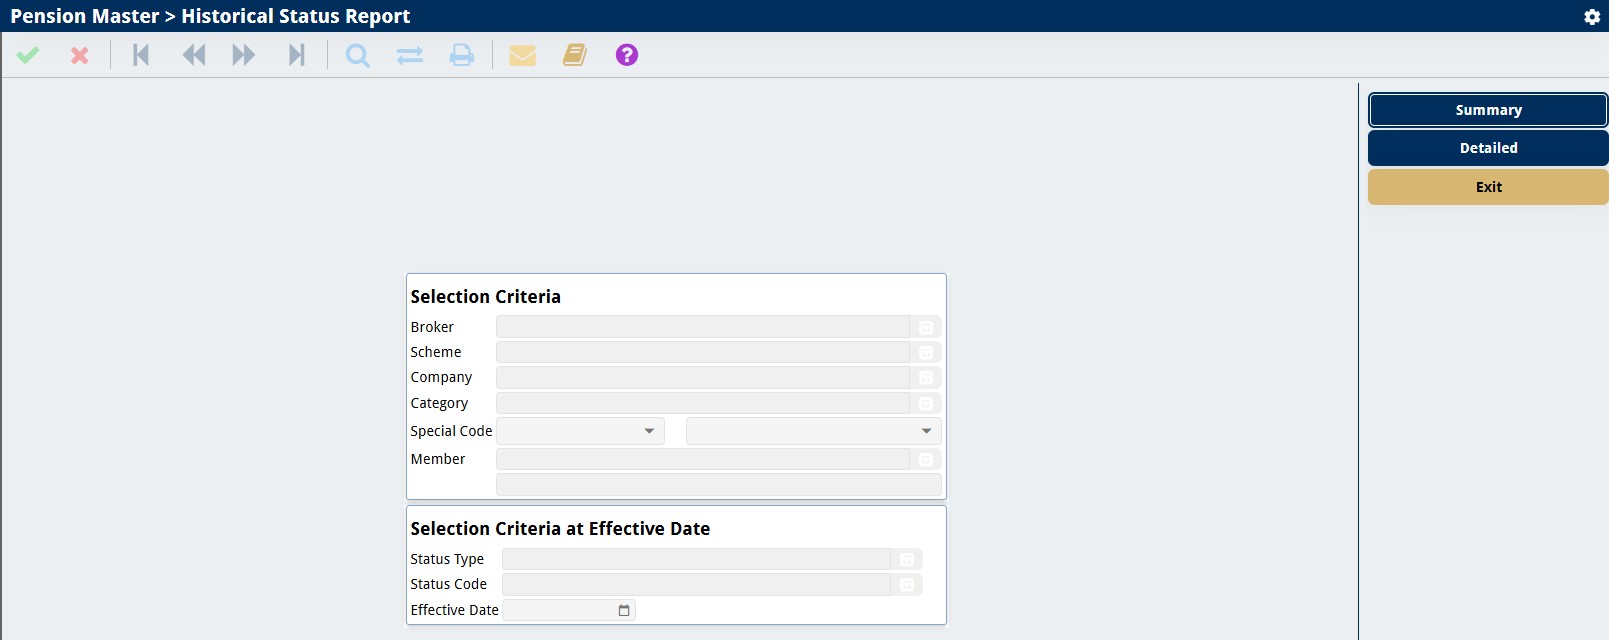 Pension Master > Historical Status Report
?
Summary
Detailed
Exit
Selection Criteria
Broker
Scheme
Company
Category
Special Code
Member
Selection Criteria at Effective Date
Status Type
Status Code
Effective Date